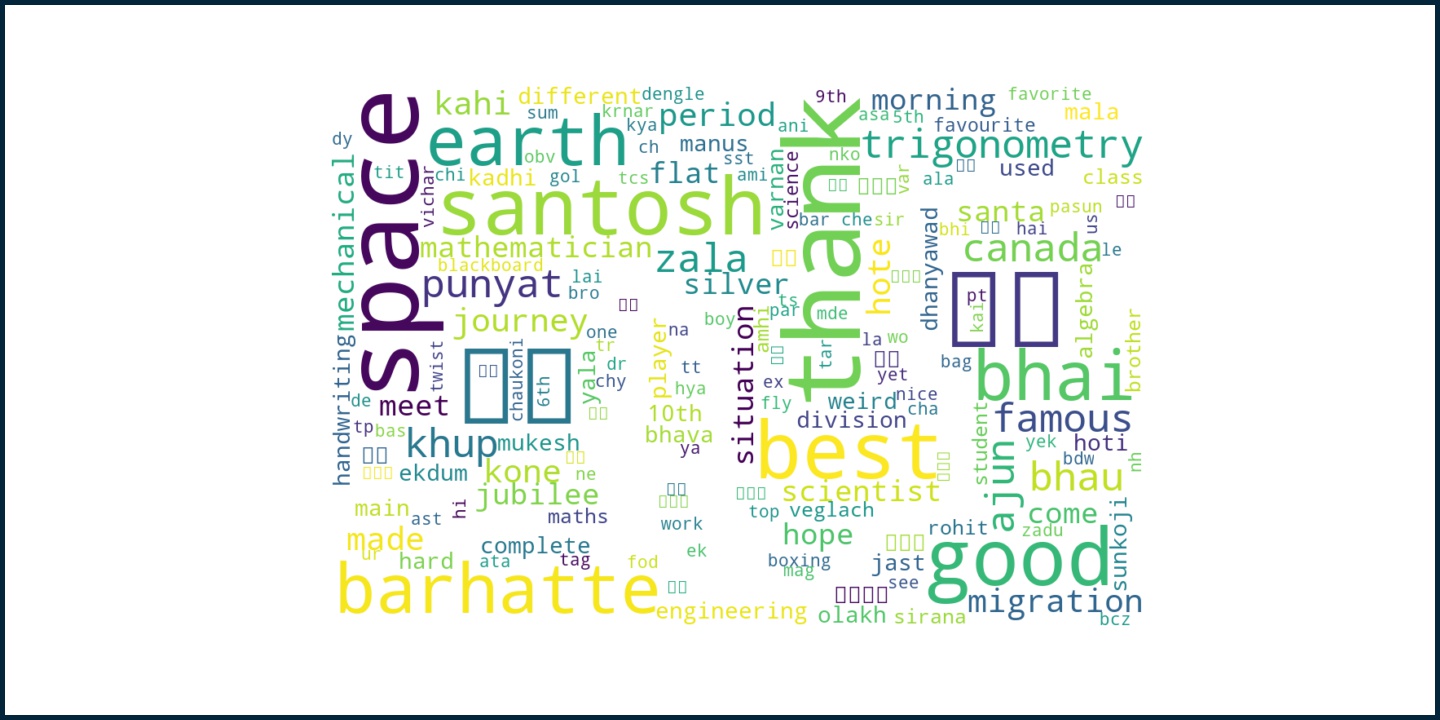 space
thank
santosh
earth
best
barhatte
good
bhai
kahi
different
dengle
9th
morning
favorite
sum
krnar
period
asa
5th
mala
dy
kya
ani
favourite
obv
ch
manus
sst
nko
trigonometry
tit
chi
kadhi
gol
tcs
flat
ami
varnan
science
var
ala
used
class
mechanical
vichar
bar
che
sir
santa
pasun
us
mathematician
bhi
hai
blackboard
zala
hote
dhanyawad
canada
le
punyat
lai
bro
silver
ts
par
pt
kai
algebra
journey
boy
amhi
mde
one
na
situation
la
wo
brother
handwriting
twist
chaukoni
tr
yala
dr
player
tt
tar
yet
bag
6th
chy
hya
ex
de
meet
10th
fly
weird
nice
cha
famous
tp
bas
bhava
division
student
khup
mukesh
ya
ajun
yek
hoti
ekdum
kone
ne
bdw
nh
bhau
jubilee
scientist
main
ast
hi
maths
work
top
veglach
come
made
complete
hope
rohit
zadu
sunkoji
ur
hard
ata
tag
fod
ek
boxing
mag
jast
see
migration
engineering
olakh
sirana
bcz